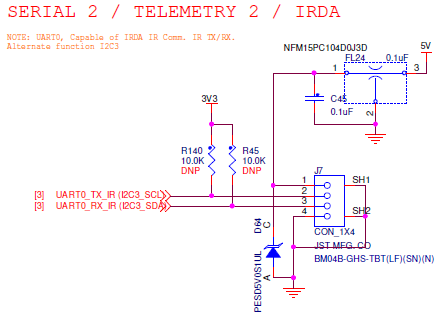 SERIAL 2 / TELEMETRY 2 / IRDA
NOTE: UART0, Capable of IRDA IR Comm. IR TX/RX.
Alternate function I2C3
NFM15PC104D0J3D
5V
FL24
0.1uF
1
3
2
3V3
C45
0.1uF
R140
10.0K
DNP
R45
10.0K
DNP
J7
[3] UART0_TX_IR (I2C3_SCL)
[3] UART0_RX_IR (I2C3_SDA)
1
2
3
4
SH1
SH2
CON_1X4
JST MFG. CO
BM04B-GHS-TBT(LF)(SN)(N)
D64
C
A
PESD5V0S1UL